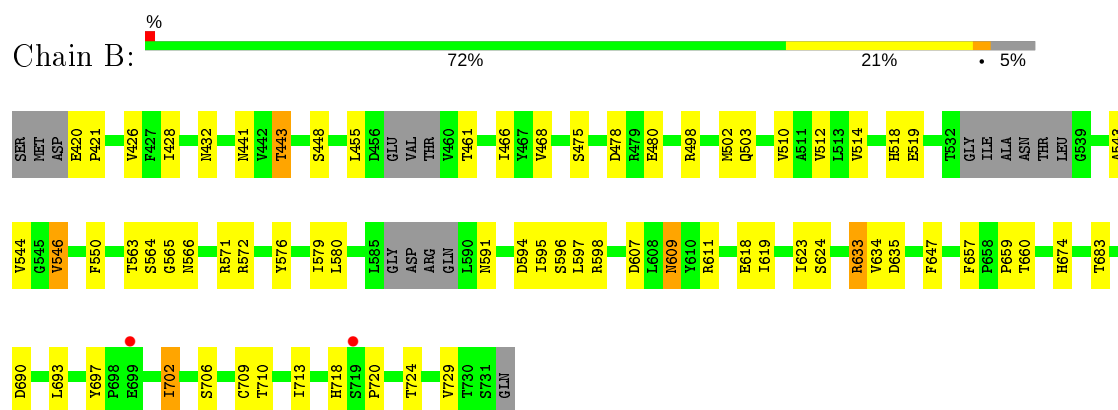 %
Chain B:
72% 21% • 5%
SER MET ASP E420 P421 V426 F427 I428 N432 N441 V442 T443 S448 L455 D456 GLU VAL THR V460 T461 I466 Y467 V468 S475 D478 R479 E480 R498 M502 Q503 V510 A511 V512 L513 V514 H518 E519 T532 GLY ILE ALA ASN THR LEU G539 A543
V544 G545 V546 F550 T563 S564 G565 N566 R571 R572 Y576 I579 L580 L585 GLY ASP ARG GLN L590 N591 D594 I595 S596 L597 R598 D607 L608 N609 Y610 R611 E618 I619 I623 S624 R633 V634 D635 F647 F657 P658 P659 T660 H674 T683
D690 L693 Y697 P698 E699 I702 S706 C709 T710 I713 H718 S719 P720 T724 V729 T730 S731 GLN